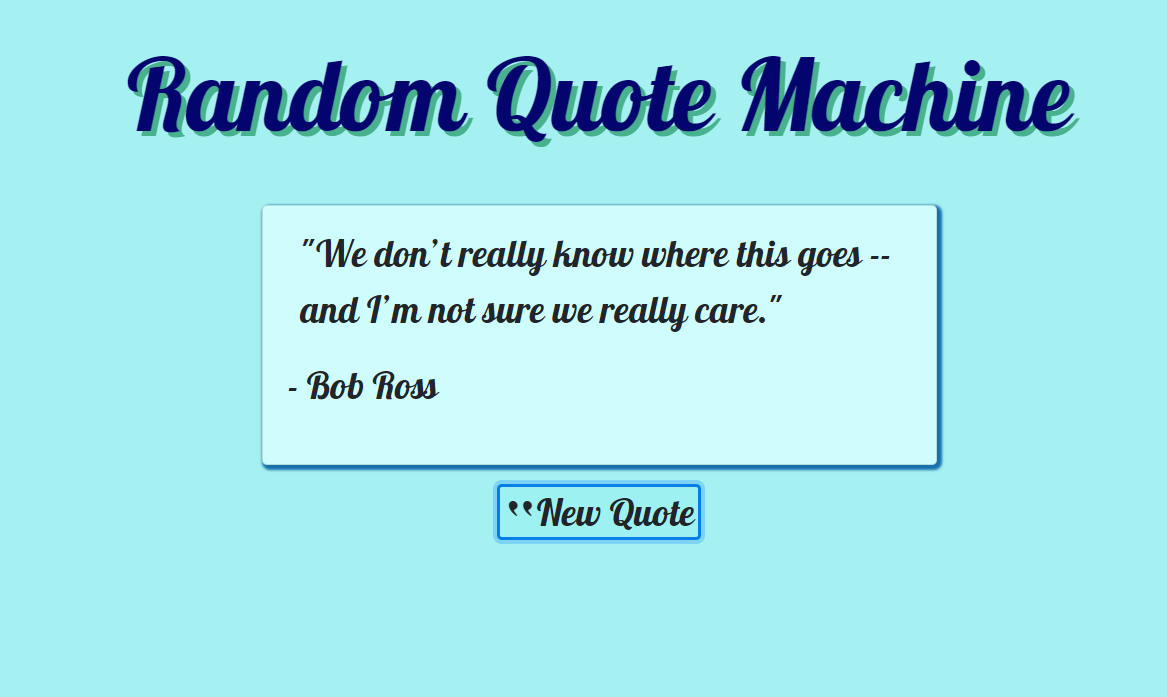 Random Quote Machine
"We don't really know where this goes --
and I'm not sure we really care."
- Bob Ross
❜❜New Quote